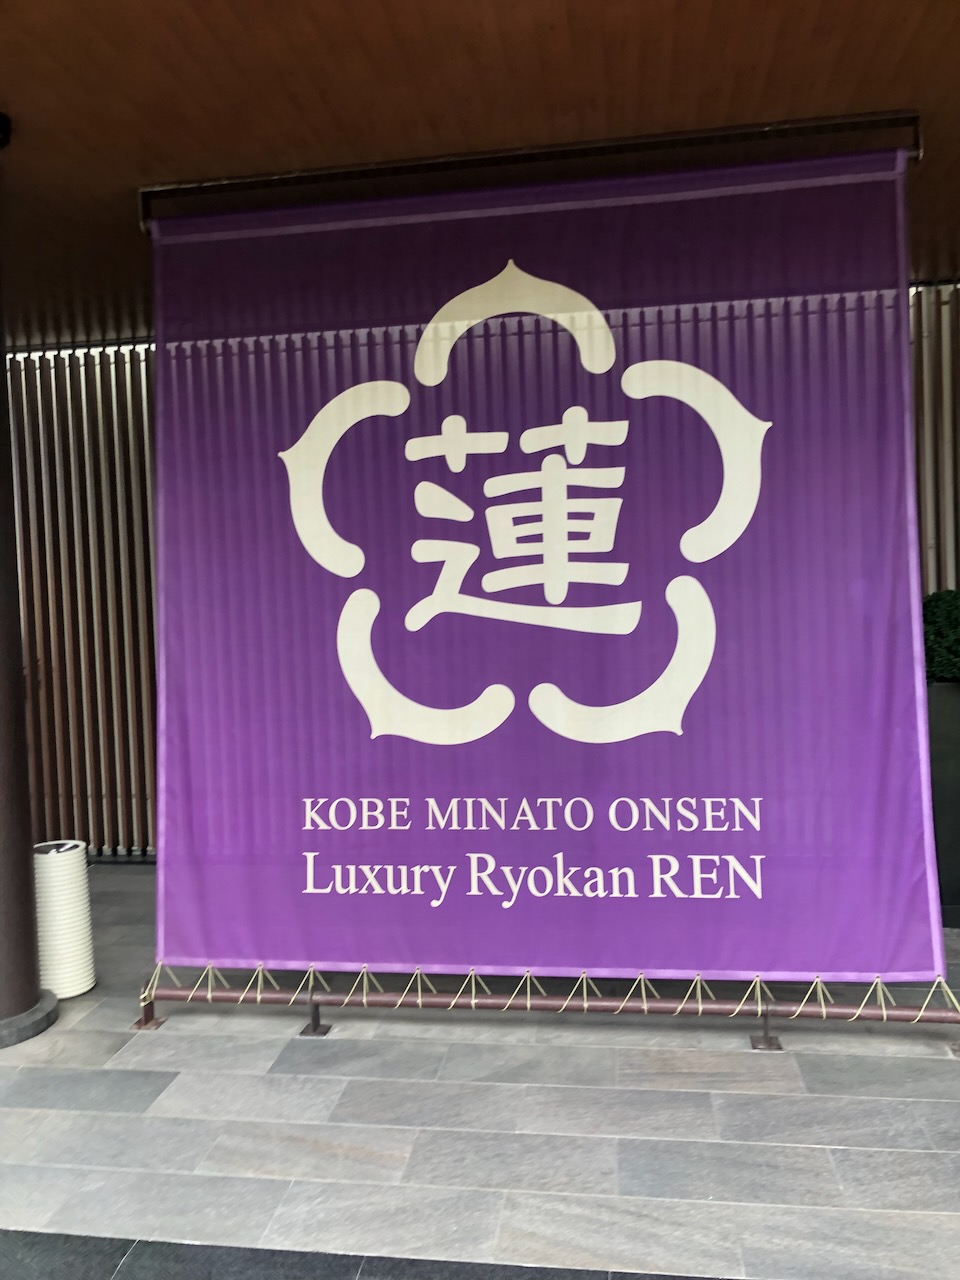 蓮
KOBE MINATO ONSEN
Luxury Ryokan REN